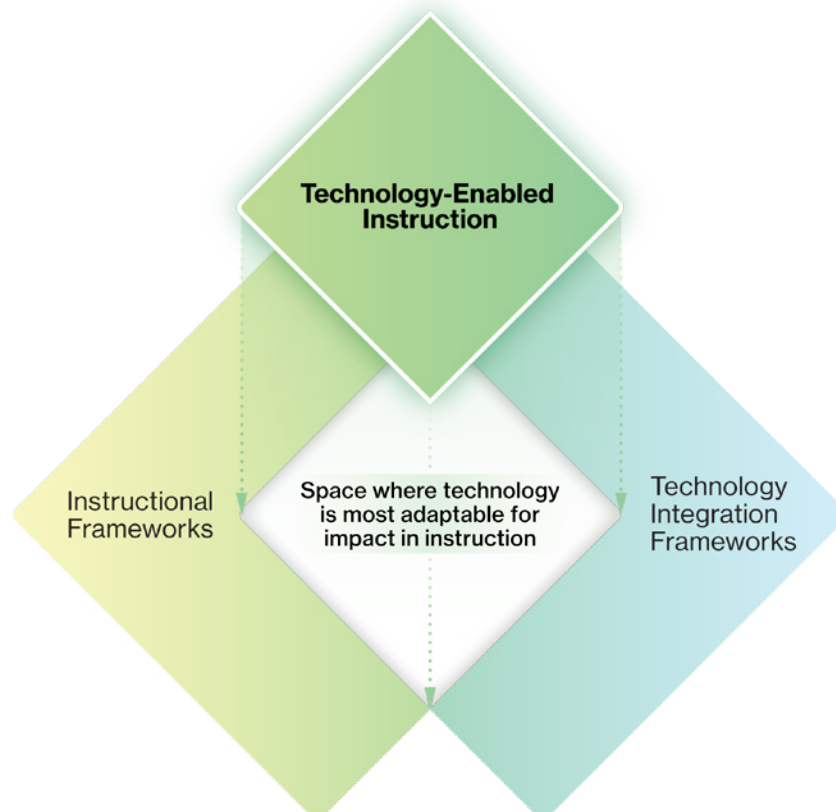 Technology-Enabled
Instruction
Instructional
Frameworks
Space where technology
is most adaptable for
impact in instruction
Technology
Integration
Frameworks